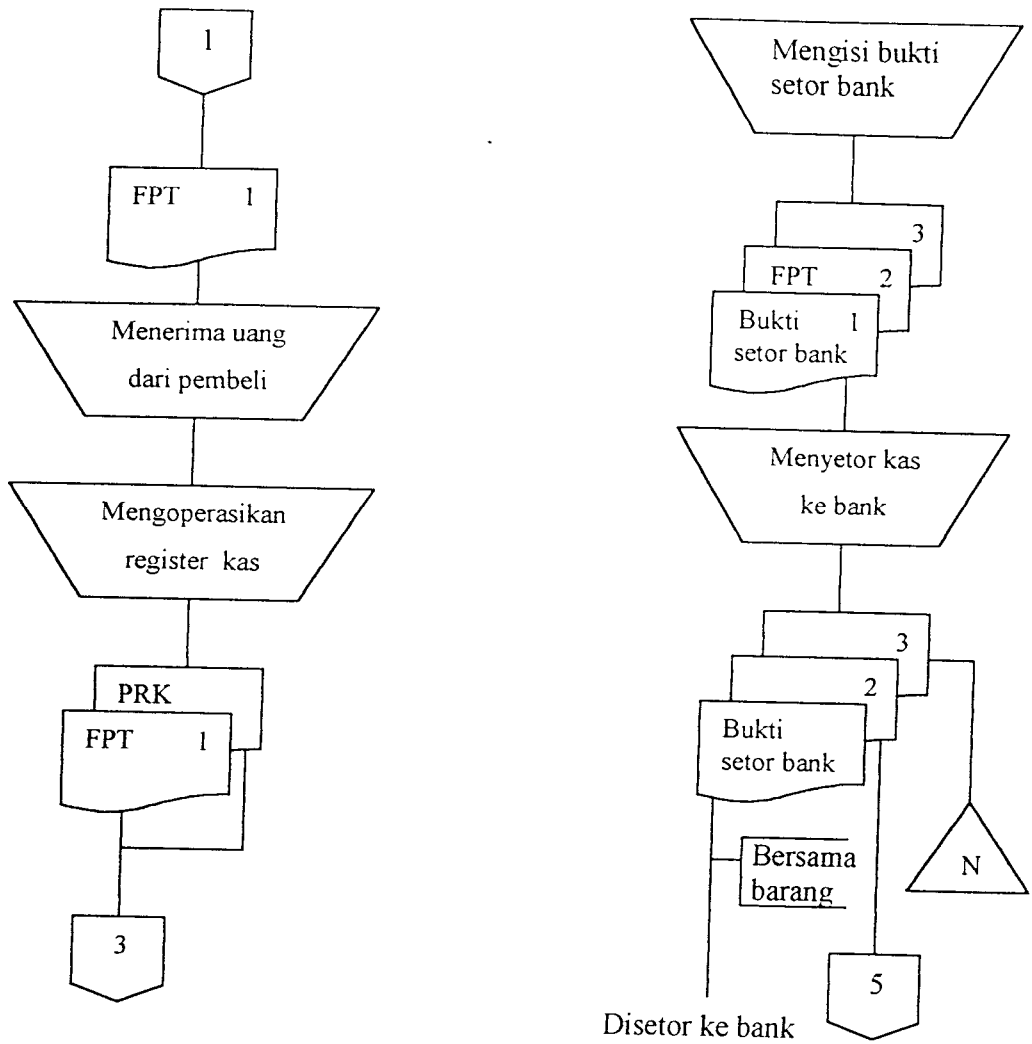 1
FPT 1
Menerima uang
dari pembeli
Mengoperasikan
register kas
PRK
FPT 1
3
Mengisi bukti
setor bank
3
FPT 2
Bukti 1
setor bank
Menyetor kas
ke bank
3
2
Bukti
setor bank
Bersama
barang
N
5
Disetor ke bank